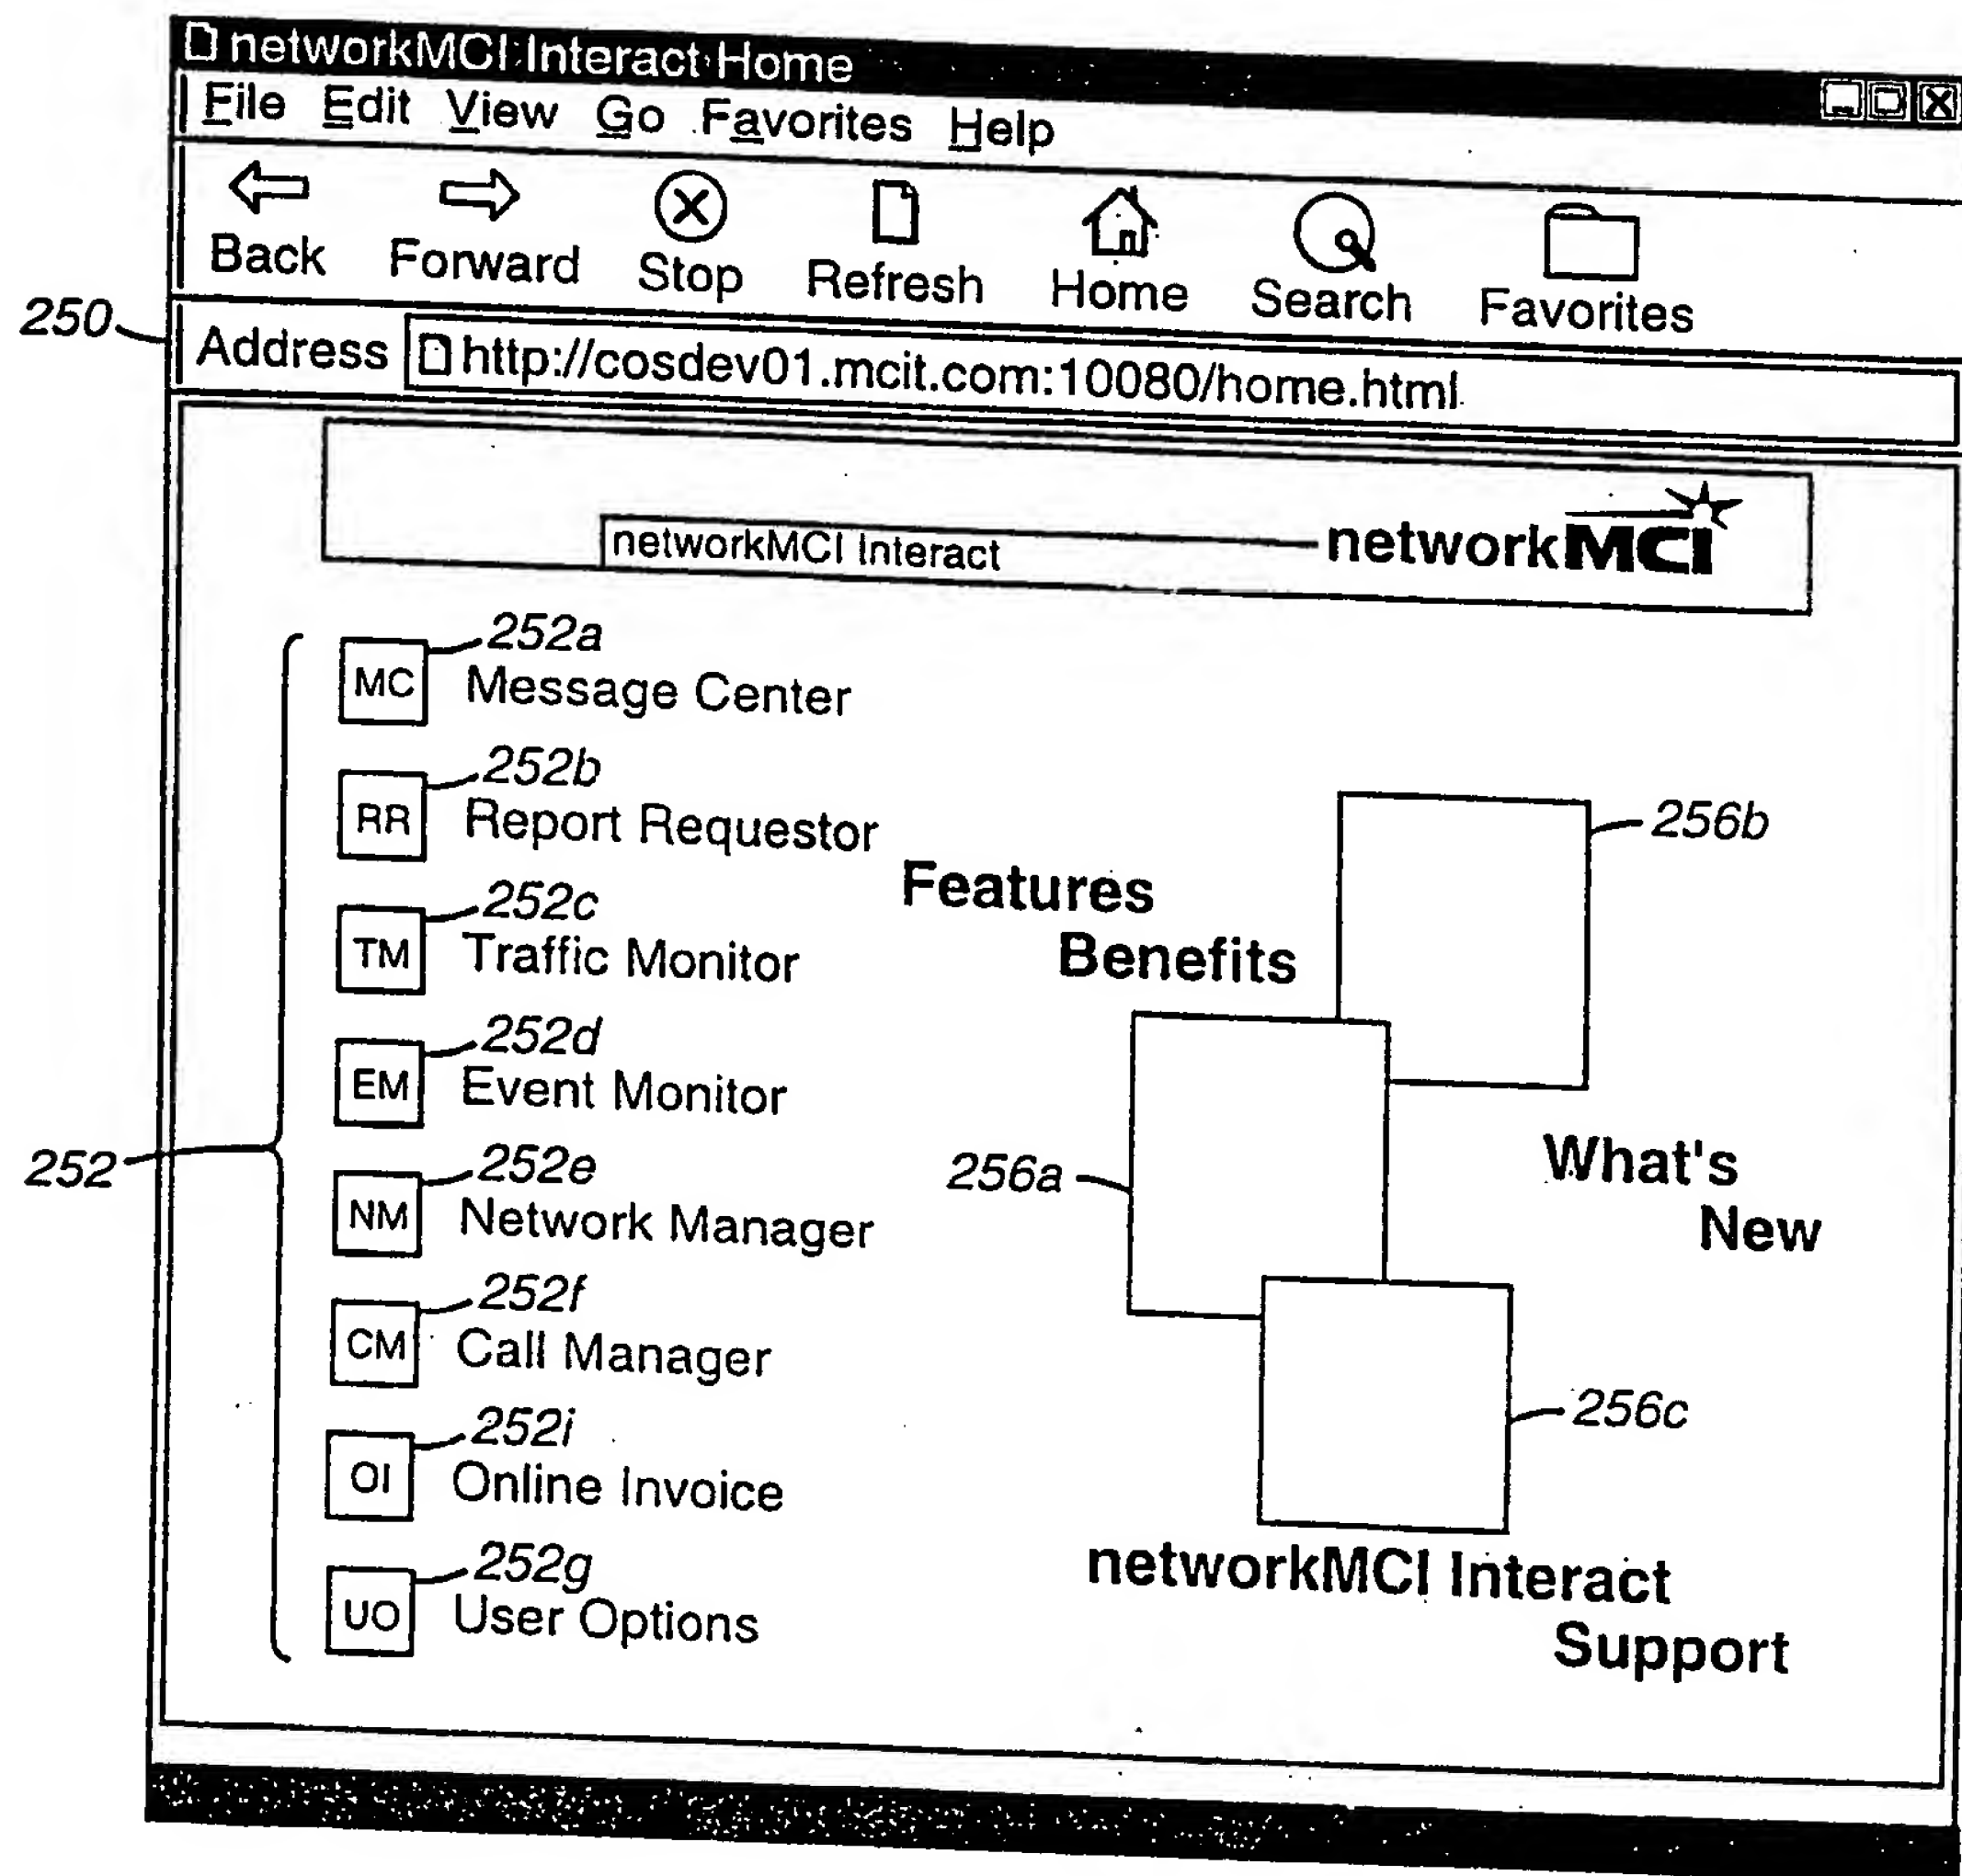 networkMCI Interact Home
File Edit View Go Favorites Help
Back Forward Stop Refresh Home Search Favorites
250
Address http://cosdev01.mcit.com:10080/home.html
networkMCI Interact
networkMCI
252
252a
MC Message Center
252b
RR Report Requestor
252c
TM Traffic Monitor
252d
EM Event Monitor
252e
NM Network Manager
252f
CM Call Manager
252i
OI Online Invoice
252g
UO User Options
Features
Benefits
256b
256a
What's
New
256c
networkMCI Interact
Support